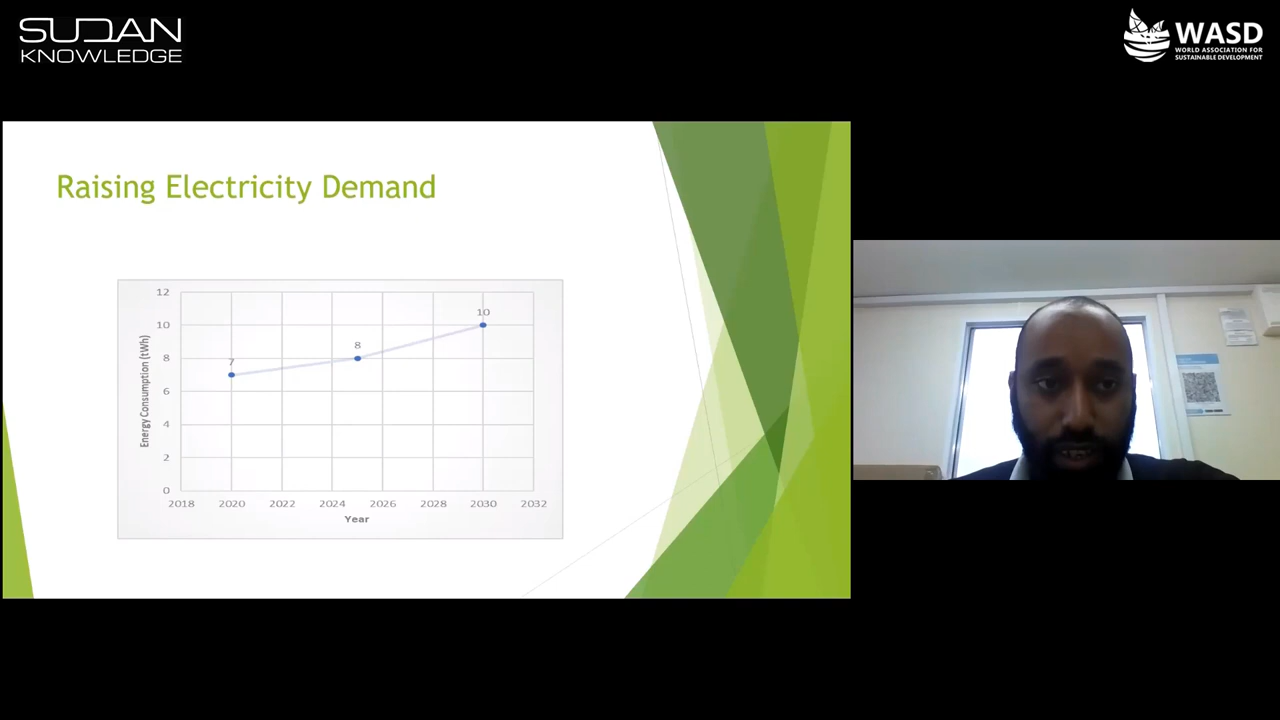 SUDAN
KNOWLEDGE
WASD
WORLD ASSOCIATION FOR
SUSTAINABLE DEVELOPMENT
Raising Electricity Demand
12
10
8
6
4
2
0
Energy Consumption (tWh)
7
8
10
2018 2020 2022 2024 2026 2028 2030 2032
Year